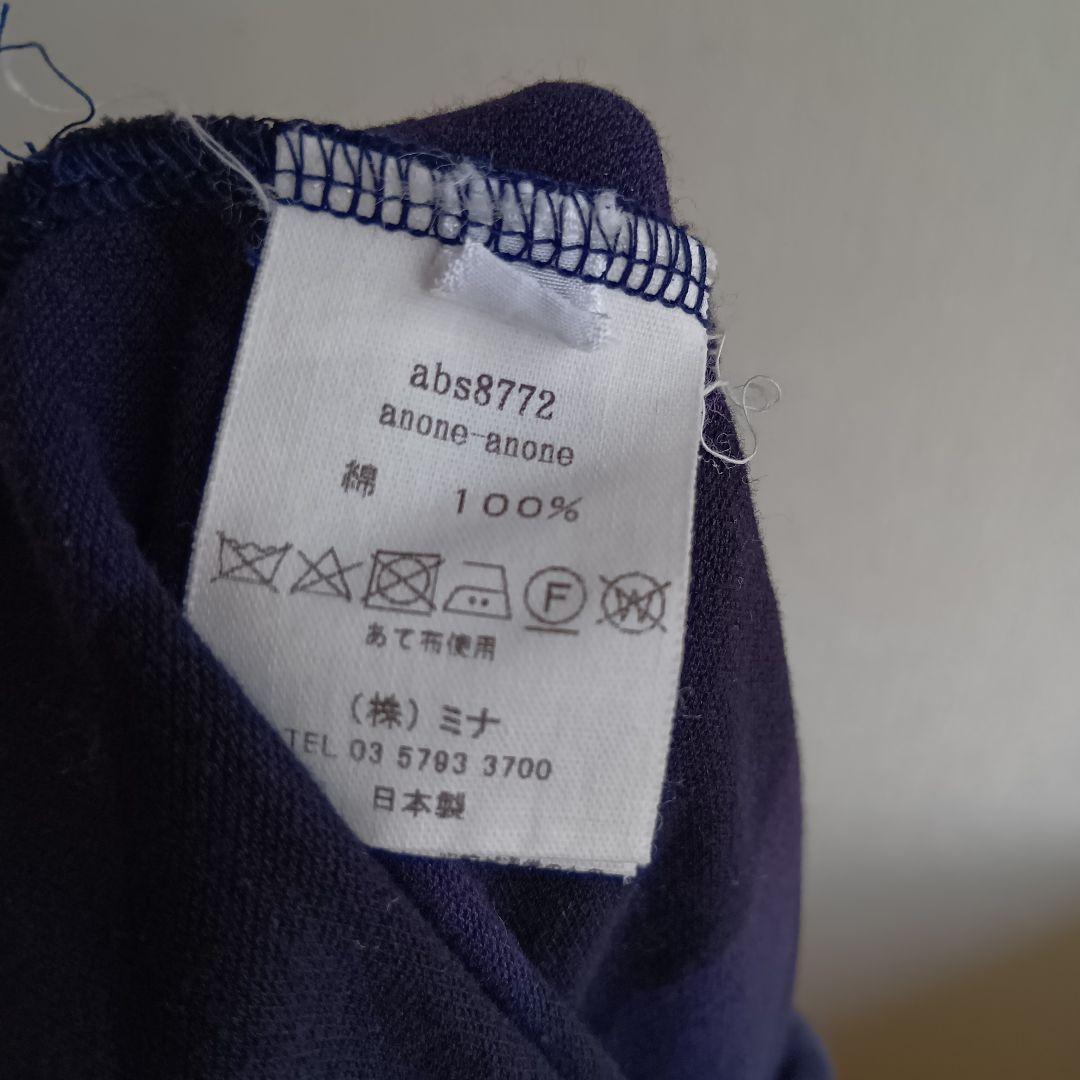 abs8772
anone-anone
綿 100%
F W
あて布使用
(株)ミナ
TEL 03 5793 3700
日本製